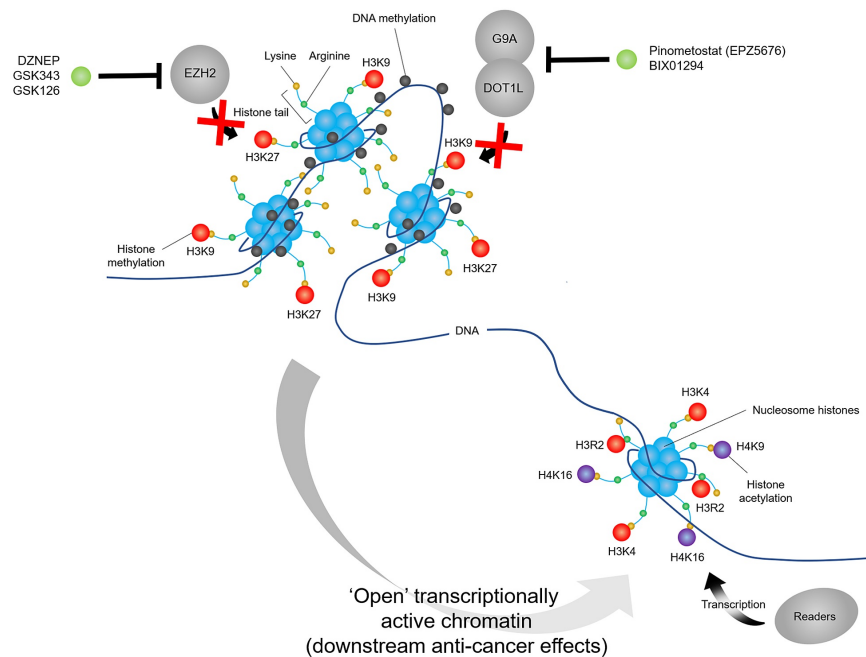 DNA methylation
G9A
DZNEP
GSK343
GSK126
EZH2
Lysine
Arginine
H3K9
Pinometostat (EPZ5676)
BIX01294
DOT1L
Histone tail
H3K27
H3K9
Histone
methylation
H3K9
H3K27
H3K9
H3K27
DNA
H3K4
Nucleosome histones
H3R2
H4K9
H4K16
Histone
acetylation
H3R2
H3K4
H4K16
‘Open’ transcriptionally
active chromatin
(downstream anti-cancer effects)
Transcription
Readers